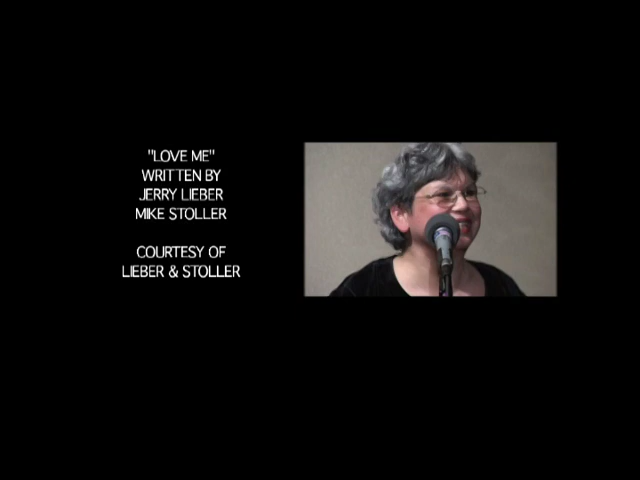 "LOVE ME"
WRITTEN BY
JERRY LIEBER
MIKE STOLLER
COURTESY OF
LIEBER & STOLLER